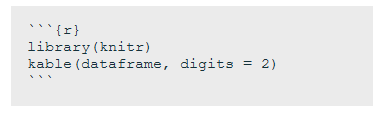 ```{r}
library(knitr)
kable(dataframe, digits = 2)
```